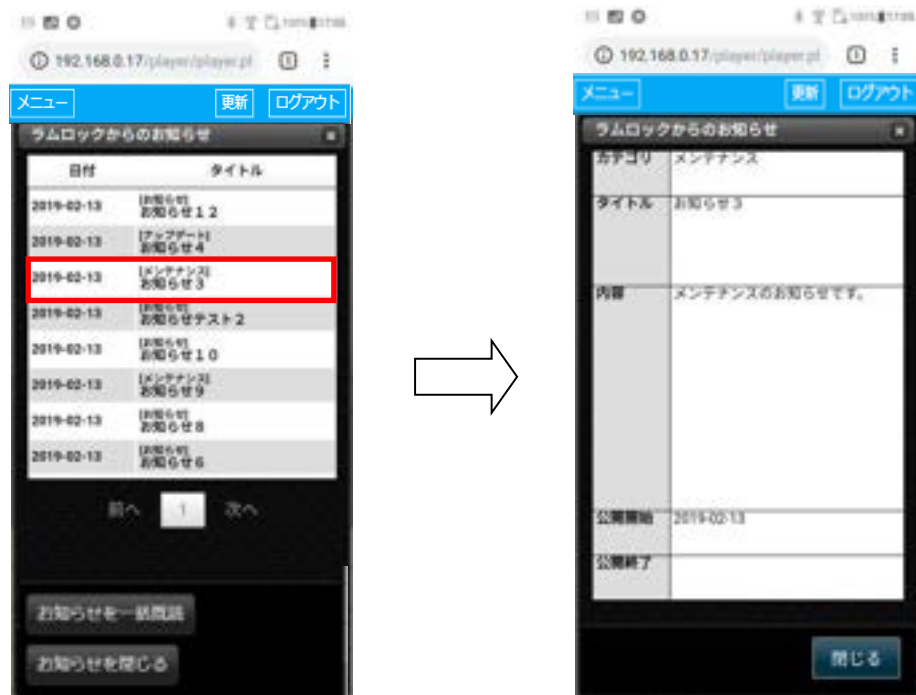 192.168.0.17/player/player.pl
メニュー
更新
ログアウト
ラムロックからのお知らせ
日付 タイトル
2019-02-13 [お知らせ]
お知らせ12
2019-02-13 [アップデート]
お知らせ4
2019-02-13 [メンテナンス]
お知らせ3
2019-02-13 [お知らせ]
お知らせテスト2
2019-02-13 [お知らせ]
お知らせ10
2019-02-13 [メンテナンス]
お知らせ9
2019-02-13 [お知らせ]
お知らせ8
2019-02-13 [お知らせ]
お知らせ6
前へ 1 次へ
お知らせを一括既読
お知らせを閉じる
192.168.0.17/player/player.pl
メニュー
更新
ログアウト
ラムロックからのお知らせ
カテゴリ メンテナンス
タイトル お知らせ3
内容 メンテナンスのお知らせです。
公開開始 2019-02-13
公開終了
閉じる